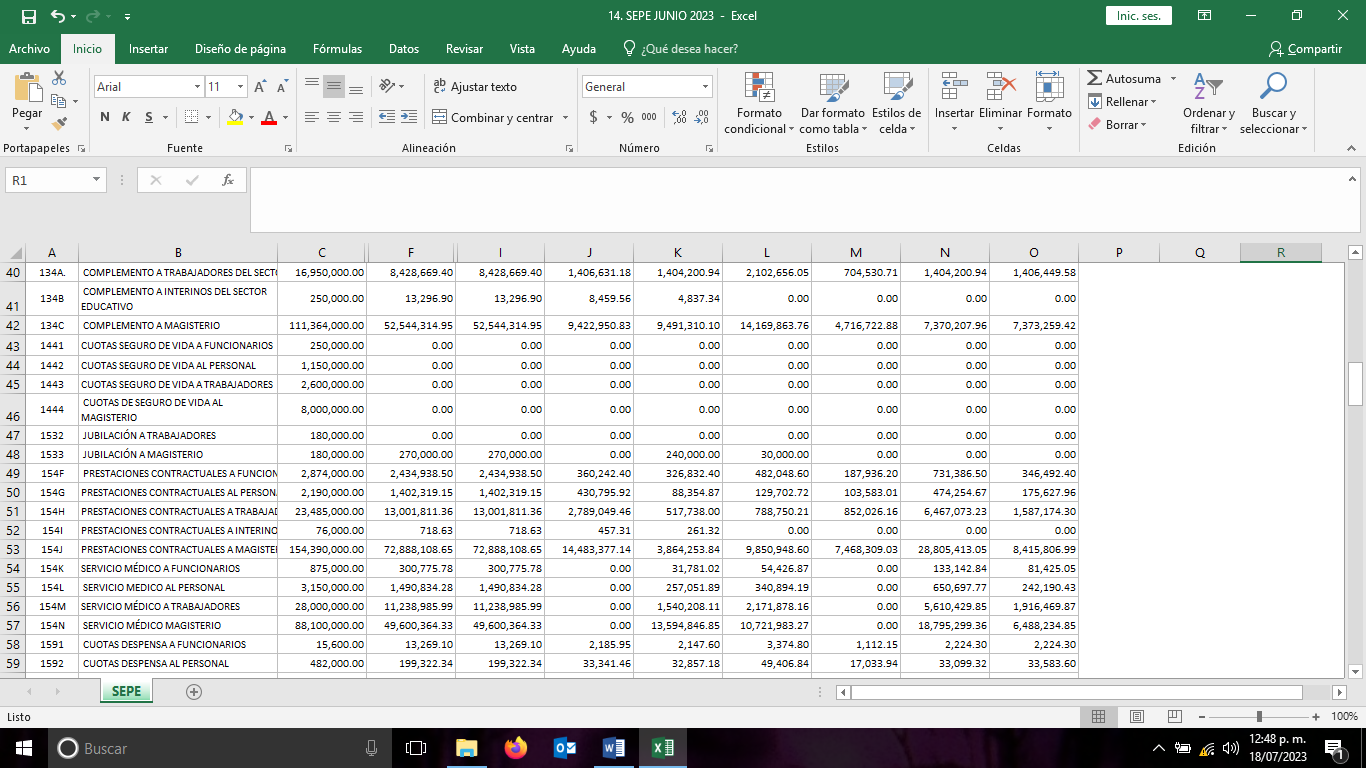 14. SEPE JUNIO 2023 - Excel
Inic. ses.
Archivo Inicio Insertar Diseño de página Fórmulas Datos Revisar Vista Ayuda ¿Qué desea hacer? Compartir
Pegar
Arial 11
N K S
ab Ajustar texto
Combinar y centrar
General
$ % 000
Formato condicional
Dar formato como tabla
Estilos de celda
Insertar Eliminar Formato
Autosuma
Rellenar
Borrar
Ordenar y filtrar
Buscar y seleccionar
Portapapeles Fuente Alineación Número Estilos Celdas Edición
R1 fx
A B C F I J K L M N O P Q R
40 134A. COMPLEMENTO A TRABAJADORES DEL SECT 16,950,000.00 8,428,669.40 8,428,669.40 1,406,631.18 1,404,200.94 2,102,656.05 704,530.71 1,404,200.94 1,406,449.58
41 134B COMPLEMENTO A INTERINOS DEL SECTOR EDUCATIVO 250,000.00 13,296.90 13,296.90 8,459.56 4,837.34 0.00 0.00 0.00 0.00
42 134C COMPLEMENTO A MAGISTERIO 111,364,000.00 52,544,314.95 52,544,314.95 9,422,950.83 9,491,310.10 14,169,863.76 4,716,722.88 7,370,207.96 7,373,259.42
43 1441 CUOTAS SEGURO DE VIDA A FUNCIONARIOS 250,000.00 0.00 0.00 0.00 0.00 0.00 0.00 0.00 0.00
44 1442 CUOTAS SEGURO DE VIDA AL PERSONAL 1,150,000.00 0.00 0.00 0.00 0.00 0.00 0.00 0.00 0.00
45 1443 CUOTAS SEGURO DE VIDA A TRABAJADORES 2,600,000.00 0.00 0.00 0.00 0.00 0.00 0.00 0.00 0.00
46 1444 CUOTAS DE SEGURO DE VIDA AL MAGISTERIO 8,000,000.00 0.00 0.00 0.00 0.00 0.00 0.00 0.00 0.00
47 1532 JUBILACIÓN A TRABAJADORES 180,000.00 0.00 0.00 0.00 0.00 0.00 0.00 0.00 0.00
48 1533 JUBILACIÓN A MAGISTERIO 180,000.00 270,000.00 270,000.00 0.00 240,000.00 30,000.00 0.00 0.00 0.00
49 154F PRESTACIONES CONTRACTUALES A FUNCION 2,874,000.00 2,434,938.50 2,434,938.50 360,242.40 326,832.40 482,048.60 187,936.20 731,386.50 346,492.40
50 154G PRESTACIONES CONTRACTUALES AL PERSON 2,190,000.00 1,402,319.15 1,402,319.15 430,795.92 88,354.87 129,702.72 103,583.01 474,254.67 175,627.96
51 154H PRESTACIONES CONTRACTUALES A TRABAJAD 23,485,000.00 13,001,811.36 13,001,811.36 2,789,049.46 517,738.00 788,750.21 852,026.16 6,467,073.23 1,587,174.30
52 154I PRESTACIONES CONTRACTUALES A INTERINO 76,000.00 718.63 718.63 457.31 261.32 0.00 0.00 0.00 0.00
53 154J PRESTACIONES CONTRACTUALES A MAGISTE 154,390,000.00 72,888,108.65 72,888,108.65 14,483,377.14 3,864,253.84 9,850,948.60 7,468,309.03 28,805,413.05 8,415,806.99
54 154K SERVICIO MÉDICO A FUNCIONARIOS 875,000.00 300,775.78 300,775.78 0.00 31,781.02 54,426.87 0.00 133,142.84 81,425.05
55 154L SERVICIO MEDICO AL PERSONAL 3,150,000.00 1,490,834.28 1,490,834.28 0.00 257,051.89 340,894.19 0.00 650,697.77 242,190.43
56 154M SERVICIO MÉDICO A TRABAJADORES 28,000,000.00 11,238,985.99 11,238,985.99 0.00 1,540,208.11 2,171,878.16 0.00 5,610,429.85 1,916,469.87
57 154N SERVICIO MÉDICO MAGISTERIO 88,100,000.00 49,600,364.33 49,600,364.33 0.00 13,594,846.85 10,721,983.27 0.00 18,795,299.36 6,488,234.85
58 1591 CUOTAS DESPENSA A FUNCIONARIOS 15,600.00 13,269.10 13,269.10 2,185.95 2,147.60 3,374.80 1,112.15 2,224.30 2,224.30
59 1592 CUOTAS DESPENSA AL PERSONAL 482,000.00 199,322.34 199,322.34 33,341.46 32,857.18 49,406.84 17,033.94 33,099.32 33,583.60
SEPE
Listo 100%
Buscar
12:48 p. m.
18/07/2023
1